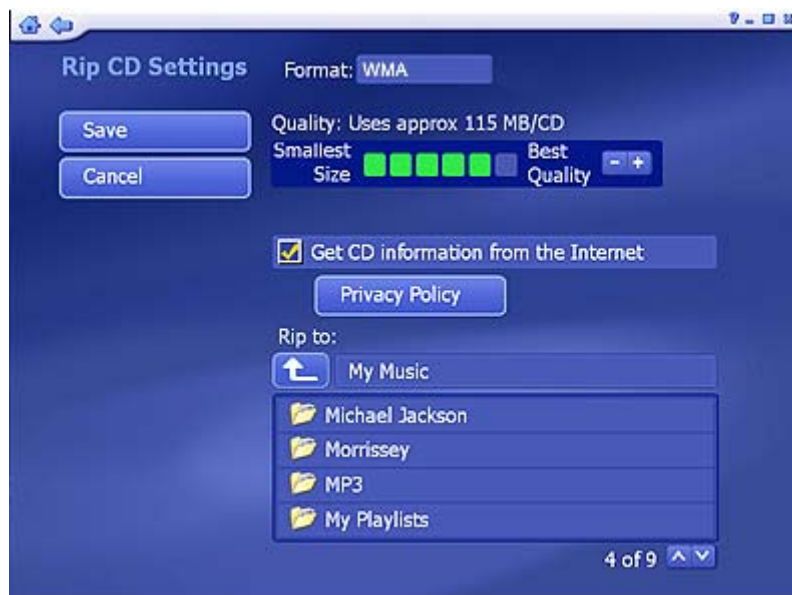 Rip CD Settings
Format: WMA
Save
Cancel
Quality: Uses approx 115 MB/CD
Smallest Size
Best Quality
- +
Get CD information from the Internet
Privacy Policy
Rip to:
My Music
Michael Jackson
Morrissey
MP3
My Playlists
4 of 9